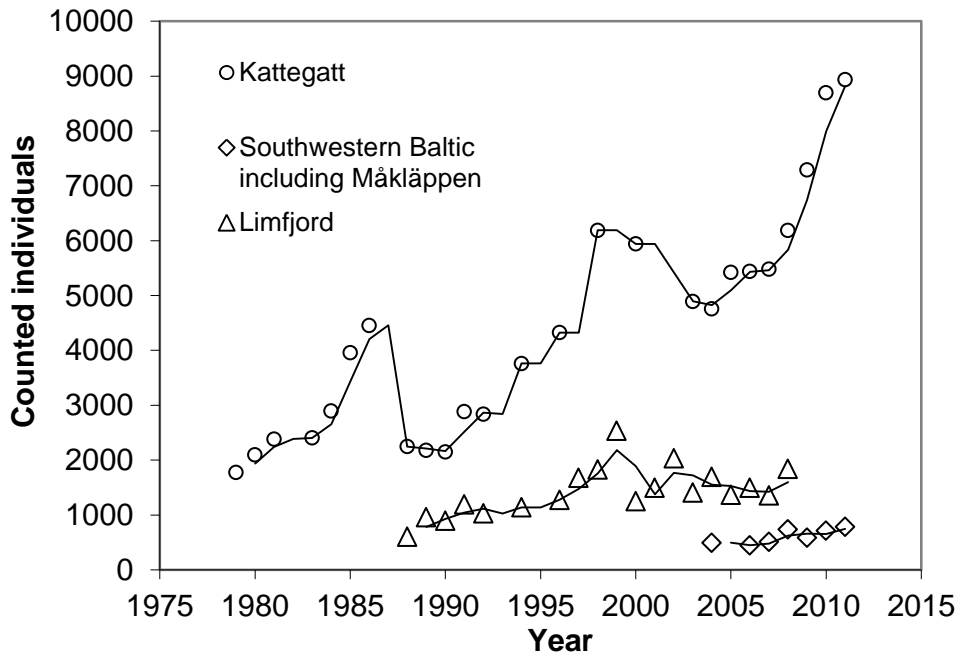 10000
9000
8000
7000
6000
5000
4000
3000
2000
1000
0
Counted individuals
Kattegatt
Southwestern Baltic
including Måkläppen
Limfjord
1975 1980 1985 1990 1995 2000 2005 2010 2015
Year